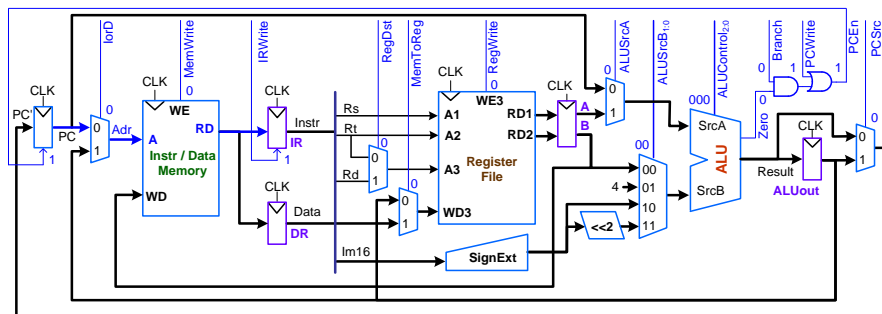 IorD
MemWrite
IRWrite
RegDst
MemToReg
RegWrite
ALUSrcA
ALUSrcB1:0
ALUControl2:0
Branch
PCWrite
PCEn
PCSrc
0
1
0
1
CLK
PC'
PC
1
0
0
1
Adr
CLK
0
WE
A
RD
Instr / Data
Memory
WD
CLK
Instr
IR
1
CLK
Data
DR
Rs
Rt
Rd
Im16
0
0
1
0
0
1
CLK
0
WE3
A1
A2
A3
WD3
RD1
RD2
Register
File
SignExt
CLK
A
B
0
0
1
00
4
00
01
10
11
<<2
000
SrcA
SrcB
ALU
Zero
0
Result
CLK
ALUout
0
0
1